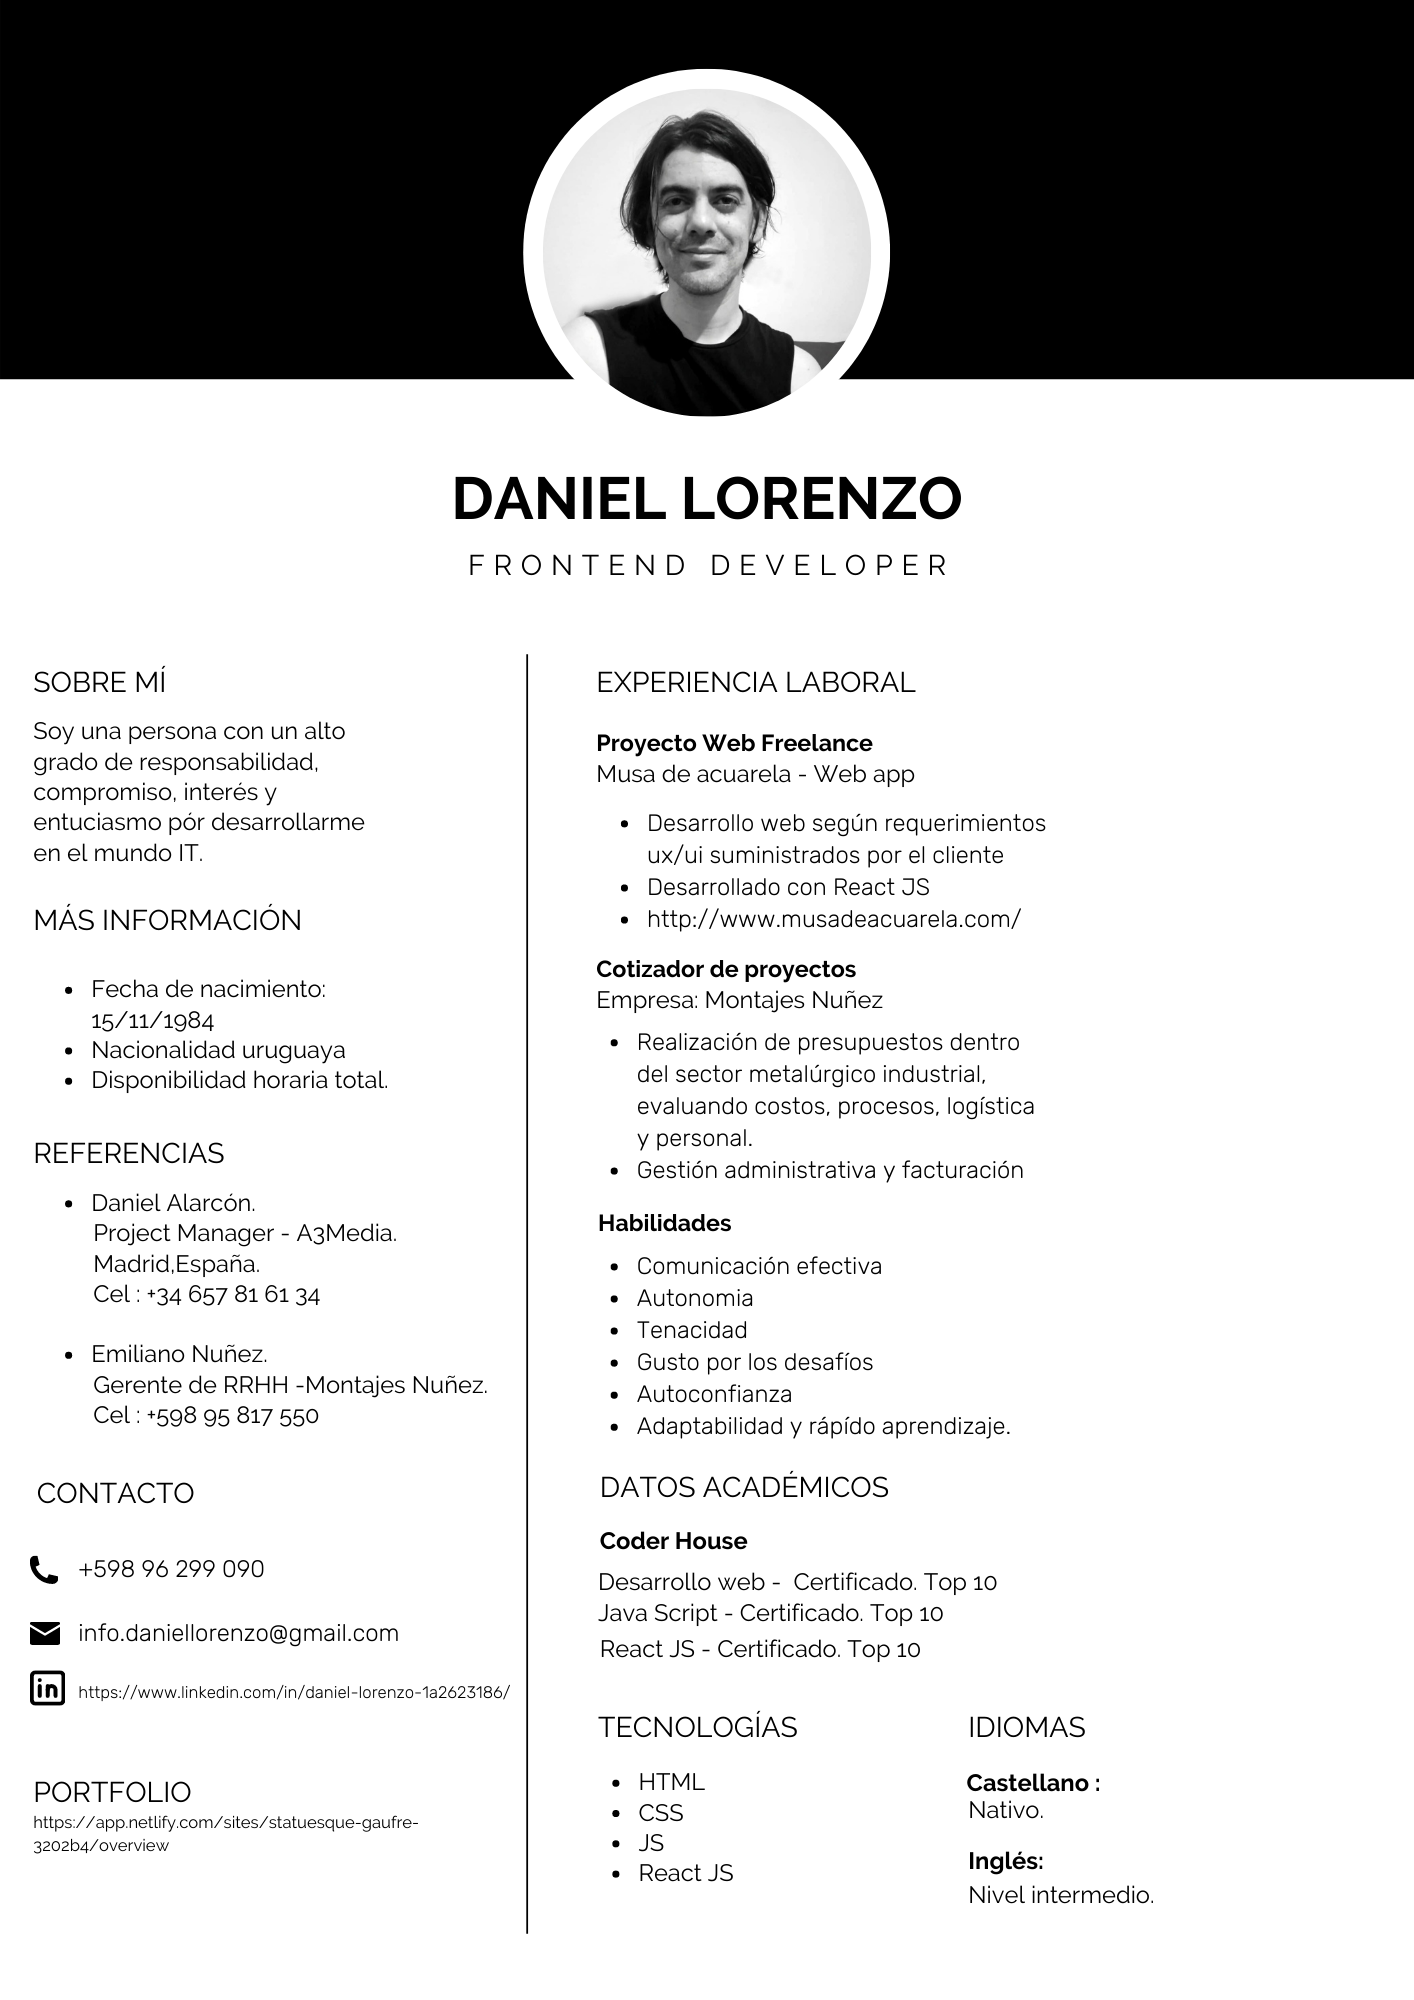 DANIEL LORENZO
FRONTEND DEVELOPER
SOBRE MÍ
Soy una persona con un alto
grado de responsabilidad,
compromiso, interés y
entuciasmo pór desarrollarme
en el mundo IT.
MÁS INFORMACIÓN
• Fecha de nacimiento:
15/11/1984
• Nacionalidad uruguaya
• Disponibilidad horaria total.
REFERENCIAS
• Daniel Alarcón.
Project Manager - A3Media.
Madrid,España.
Cel : +34 657 81 61 34
• Emiliano Nuñez.
Gerente de RRHH -Montajes Nuñez.
Cel : +598 95 817 550
CONTACTO
+598 96 299 090
info.daniellorenzo@gmail.com
in https://www.linkedin.com/in/daniel-lorenzo-1a2623186/
PORTFOLIO
https://app.netlify.com/sites/statuesque-gaufre-
3202b4/overview
EXPERIENCIA LABORAL
Proyecto Web Freelance
Musa de acuarela - Web app
• Desarrollo web según requerimientos
ux/ui suministrados por el cliente
• Desarrollado con React JS
• http://www.musadeacuarela.com/
Cotizador de proyectos
Empresa: Montajes Nuñez
• Realización de presupuestos dentro
del sector metalúrgico industrial,
evaluando costos, procesos, logística
y personal.
• Gestión administrativa y facturación
Habilidades
• Comunicación efectiva
• Autonomia
• Tenacidad
• Gusto por los desafíos
• Autoconfianza
• Adaptabilidad y rápído aprendizaje.
DATOS ACADÉMICOS
Coder House
Desarrollo web -  Certificado. Top 10
Java Script - Certificado. Top 10
React JS - Certificado. Top 10
TECNOLOGÍAS
• HTML
• CSS
• JS
• React JS
IDIOMAS
Castellano :
Nativo.
Inglés:
Nivel intermedio.